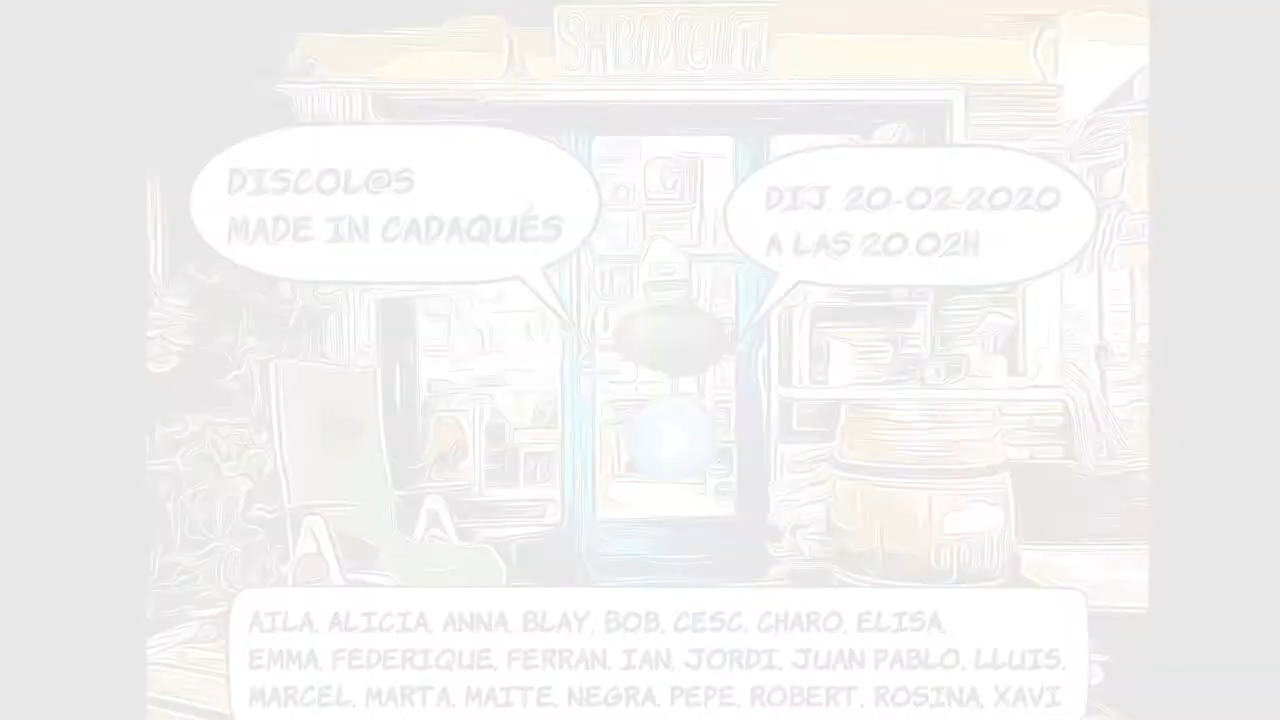 DISCOL@S
MADE IN CADAQUÉS
DIJ. 20-02-2020
A LAS 20.02H
AILA, ALICIA, ANNA, BLAY, BOB, CESC, CHARO, ELISA,
EMMA, FEDERIQUE, FERRAN, IAN, JORDI, JUAN PABLO, LLUIS,
MARCEL, MARTA, MAITE, NEGRA, PEPE, ROBERT, ROSINA, XAVI